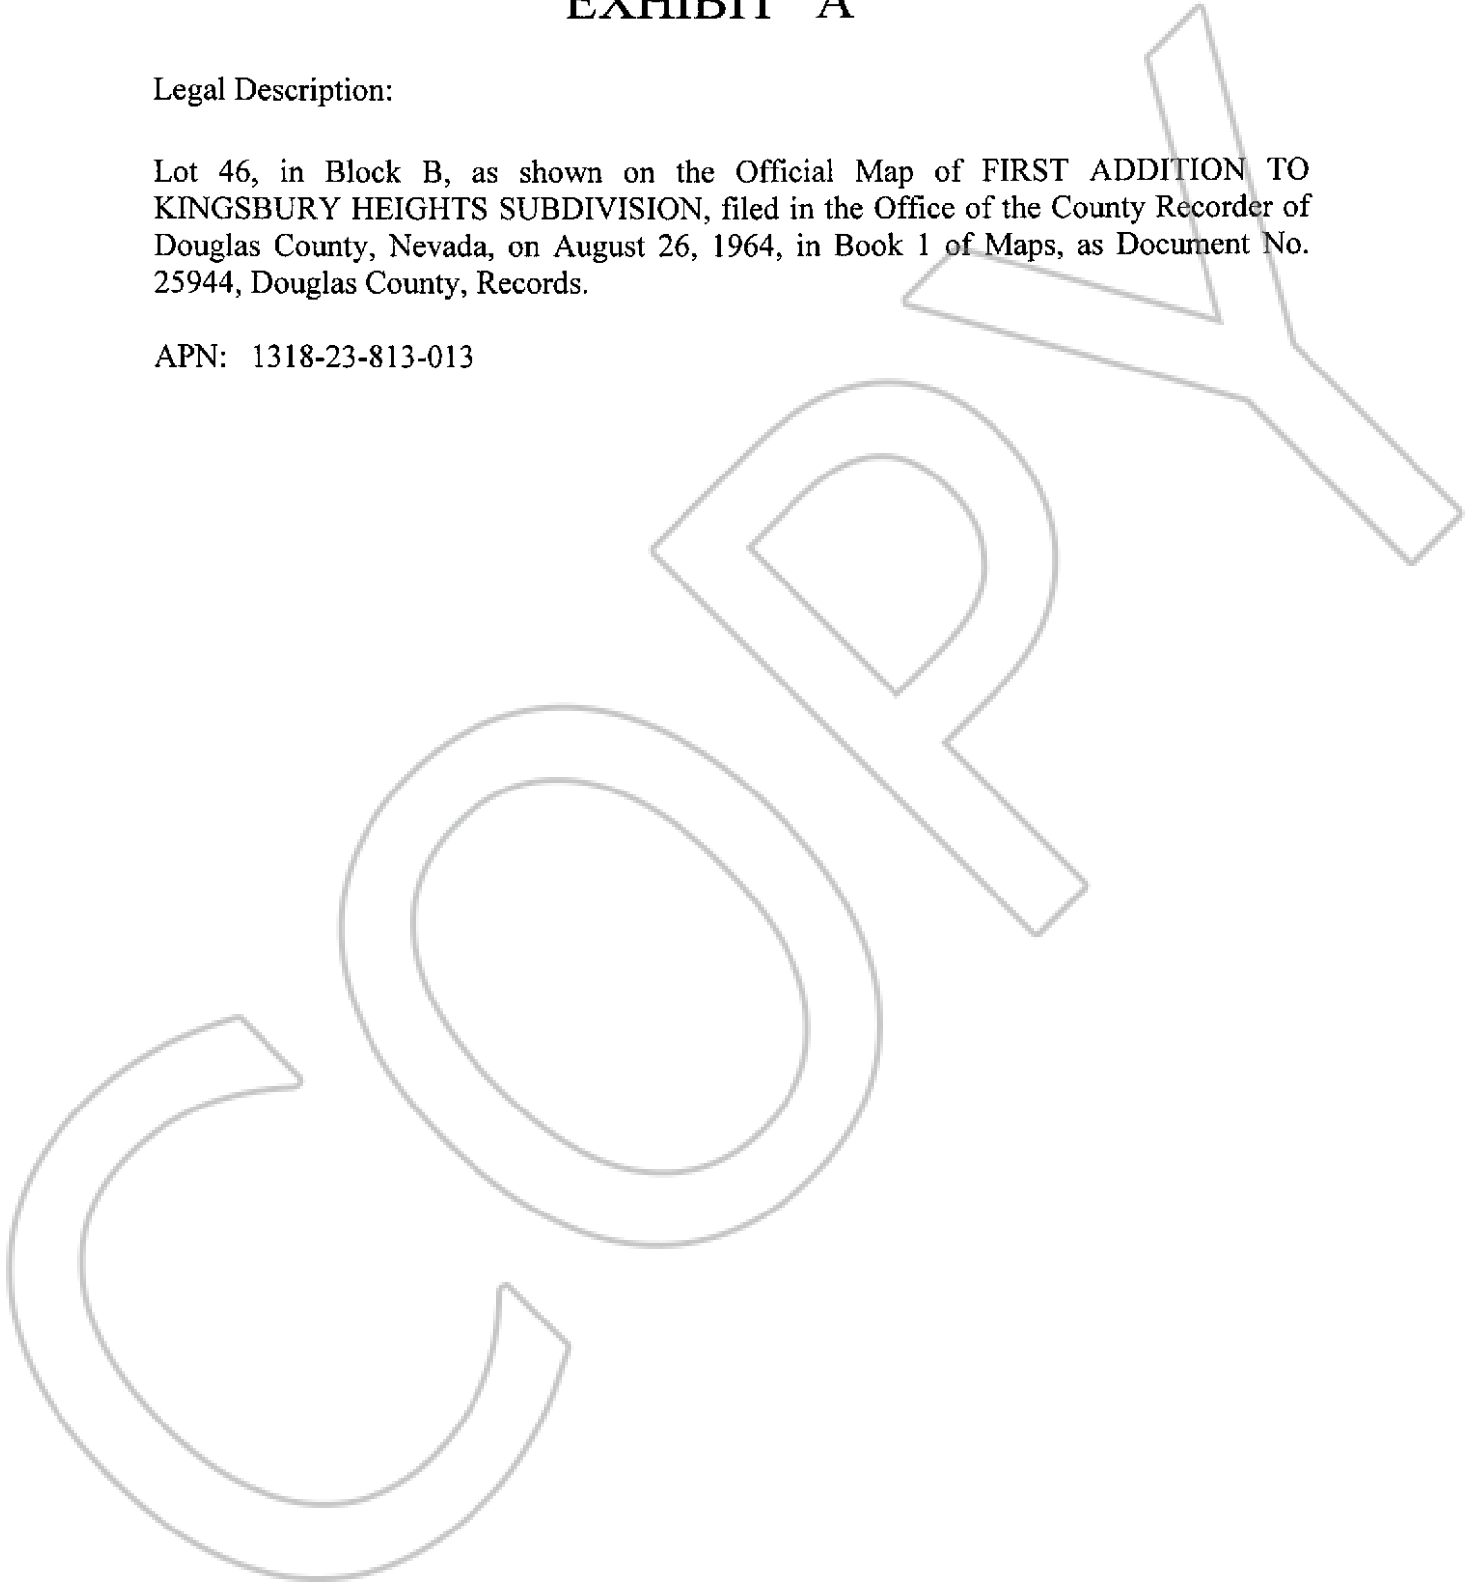 EXHIBIT A
Legal Description:
Lot 46, in Block B, as shown on the Official Map of FIRST ADDITION TO
KINGSBURY HEIGHTS SUBDIVISION, filed in the Office of the County Recorder of
Douglas County, Nevada, on August 26, 1964, in Book 1 of Maps, as Document No.
25944, Douglas County, Records.
APN: 1318-23-813-013
COPY